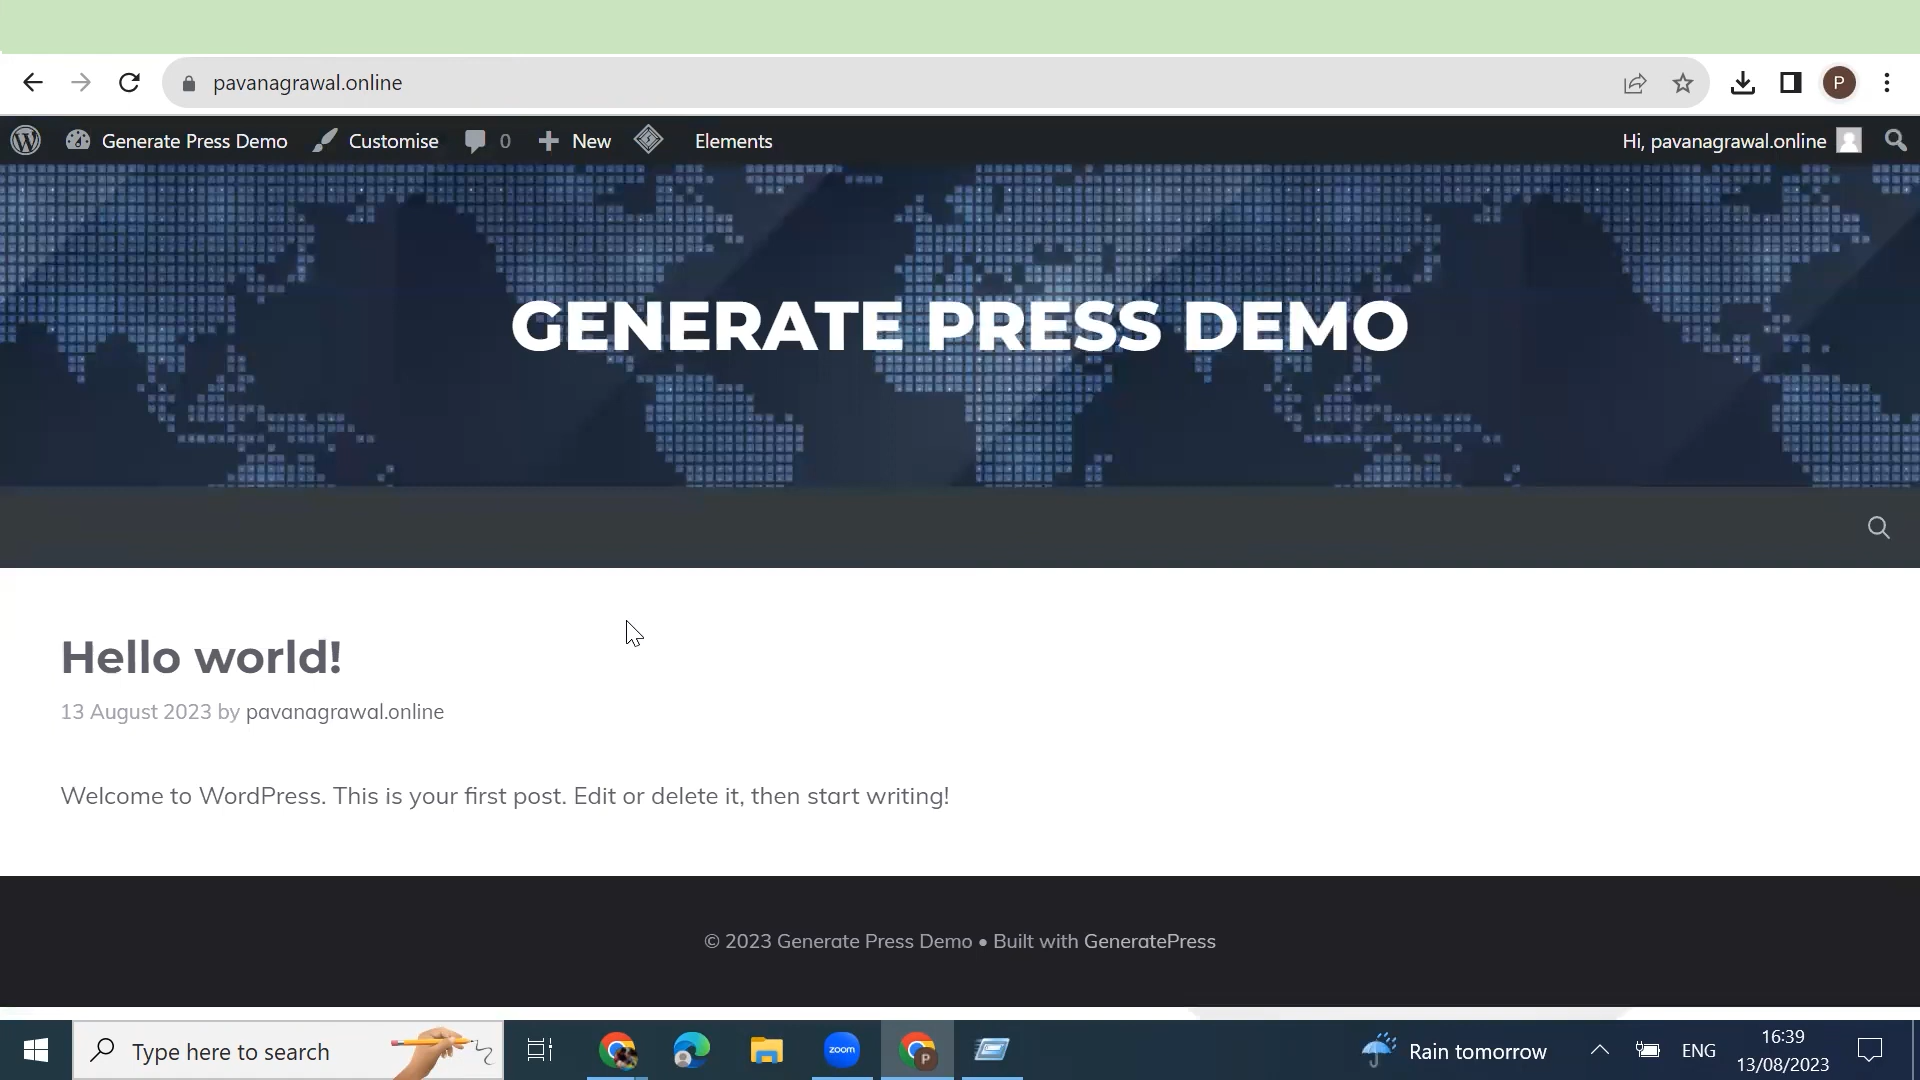 pavanagrawal.online
P
Generate Press Demo Customise 0 New Elements Hi, pavanagrawal.online
GENERATE PRESS DEMO
Hello world!
13 August 2023 by pavanagrawal.online
Welcome to WordPress. This is your first post. Edit or delete it, then start writing!
© 2023 Generate Press Demo • Built with GeneratePress
Type here to search zoom P Rain tomorrow ENG 16:39
13/08/2023